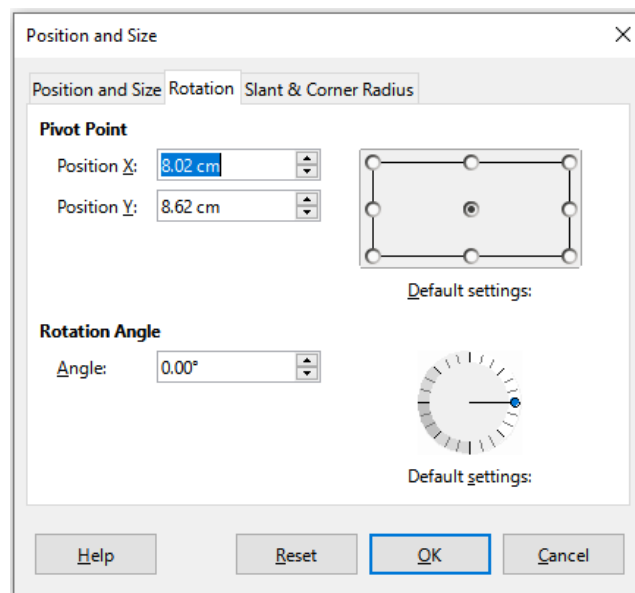 Position and Size
Position and Size Rotation Slant & Corner Radius
Pivot Point
Position X: 8.02 cm
Position Y: 8.62 cm
Default settings:
Rotation Angle
Angle: 0.00°
Default settings:
Help Reset OK Cancel